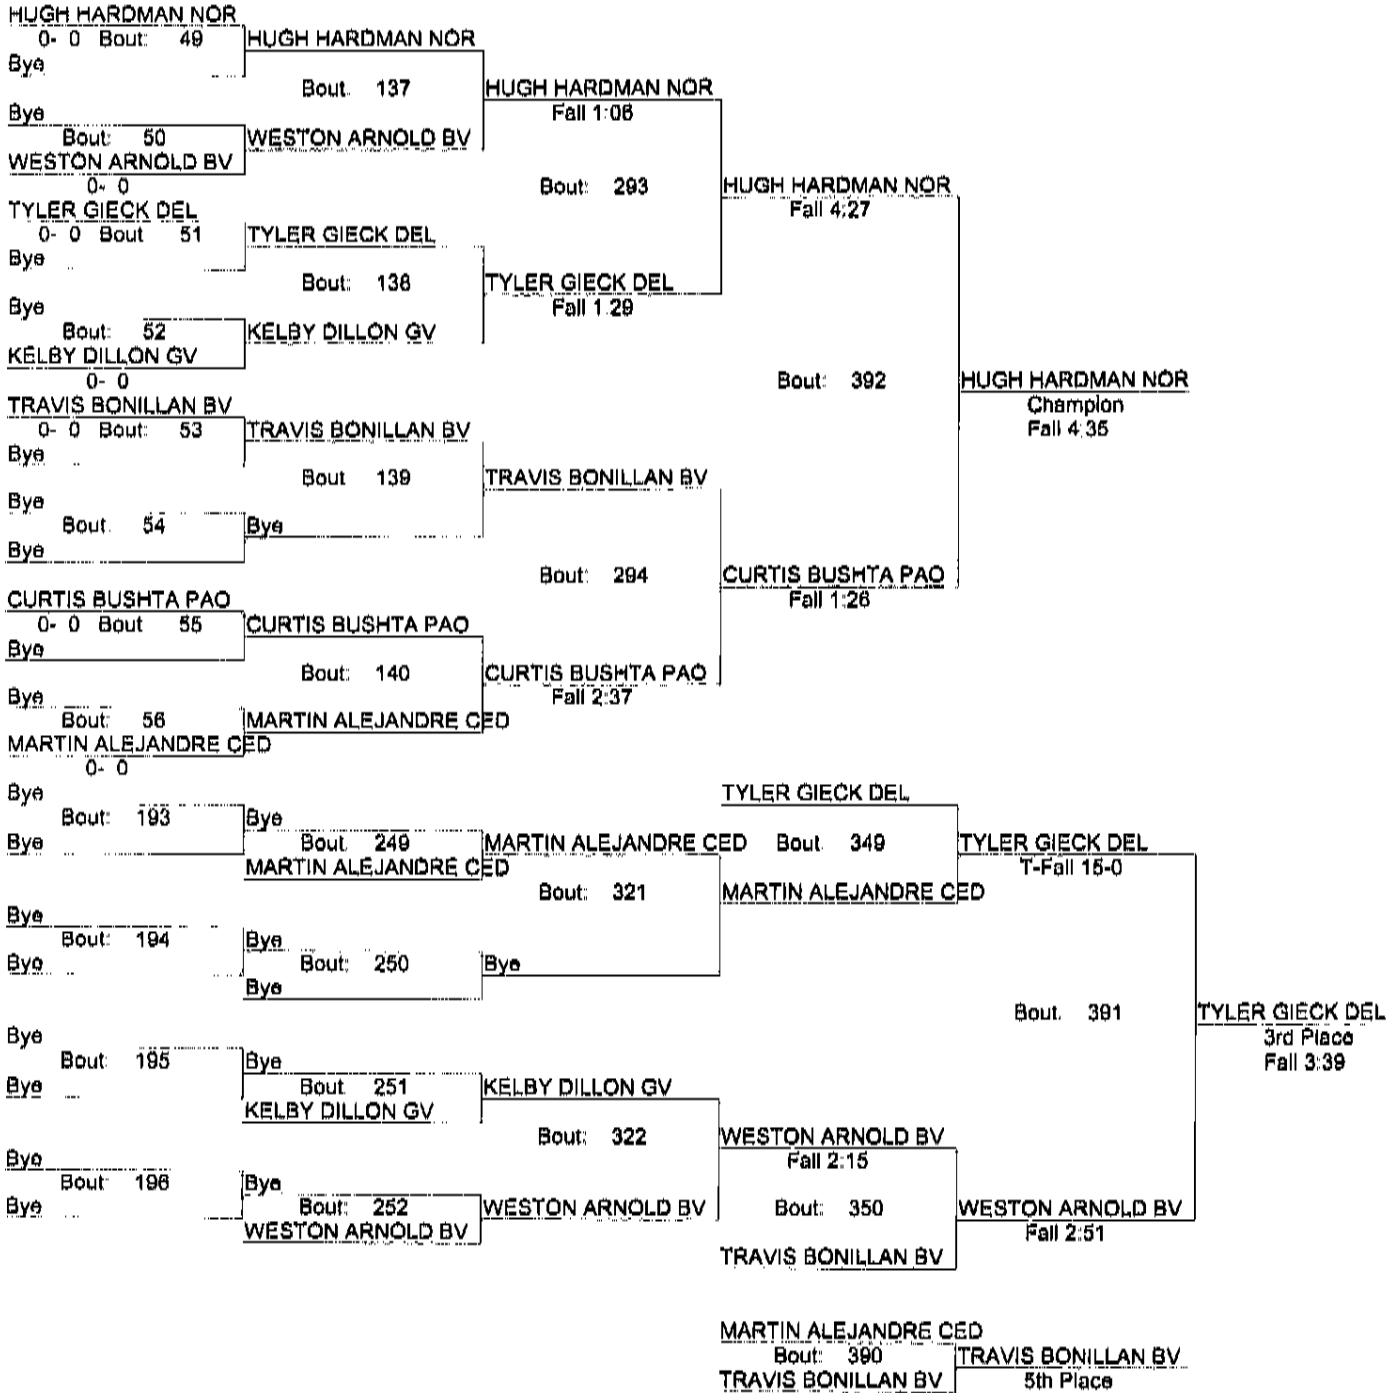 HUGH HARDMAN NOR
0- 0 Bout: 49
HUGH HARDMAN NOR
Bye
Bout: 137
HUGH HARDMAN NOR
Fall 1:06
Bye
Bout: 50
WESTON ARNOLD BV
WESTON ARNOLD BV
0- 0
Bout: 293
HUGH HARDMAN NOR
Fall 4:27
TYLER GIECK DEL
0- 0 Bout 51
TYLER GIECK DEL
Bye
Bout: 138
TYLER GIECK DEL
Fall 1:29
Bye
Bout: 52
KELBY DILLON GV
KELBY DILLON GV
0- 0
Bout: 392
HUGH HARDMAN NOR
Champion
Fall 4:35
TRAVIS BONILLAN BV
0- 0 Bout: 53
TRAVIS BONILLAN BV
Bye
Bout 139
TRAVIS BONILLAN BV
Bye
Bout: 54
Bye
Bye
Bout: 294
CURTIS BUSHTA PAO
Fall 1:26
CURTIS BUSHTA PAO
0- 0 Bout 55
CURTIS BUSHTA PAO
Bye
Bout: 140
CURTIS BUSHTA PAO
Fall 2:37
Bye
Bout: 56
MARTIN ALEJANDRE CED
MARTIN ALEJANDRE CED
0- 0
Bye
Bout: 193
Bye
Bye
Bout: 249
MARTIN ALEJANDRE CED
MARTIN ALEJANDRE CED
TYLER GIECK DEL
Bout: 349
TYLER GIECK DEL
T-Fall 15-0
Bout: 321
MARTIN ALEJANDRE CED
Bye
Bout: 194
Bye
Bye
Bout: 250
Bye
Bye
Bout: 391
TYLER GIECK DEL
3rd Place
Fall 3:39
Bye
Bout: 195
Bye
Bye
Bout: 251
KELBY DILLON GV
KELBY DILLON GV
Bout: 322
WESTON ARNOLD BV
Fall 2:15
Bye
Bout: 196
Bye
Bye
Bout: 252
WESTON ARNOLD BV
WESTON ARNOLD BV
Bout: 350
WESTON ARNOLD BV
Fall 2:51
TRAVIS BONILLAN BV
MARTIN ALEJANDRE CED
Bout: 390
TRAVIS BONILLAN BV
TRAVIS BONILLAN BV
5th Place